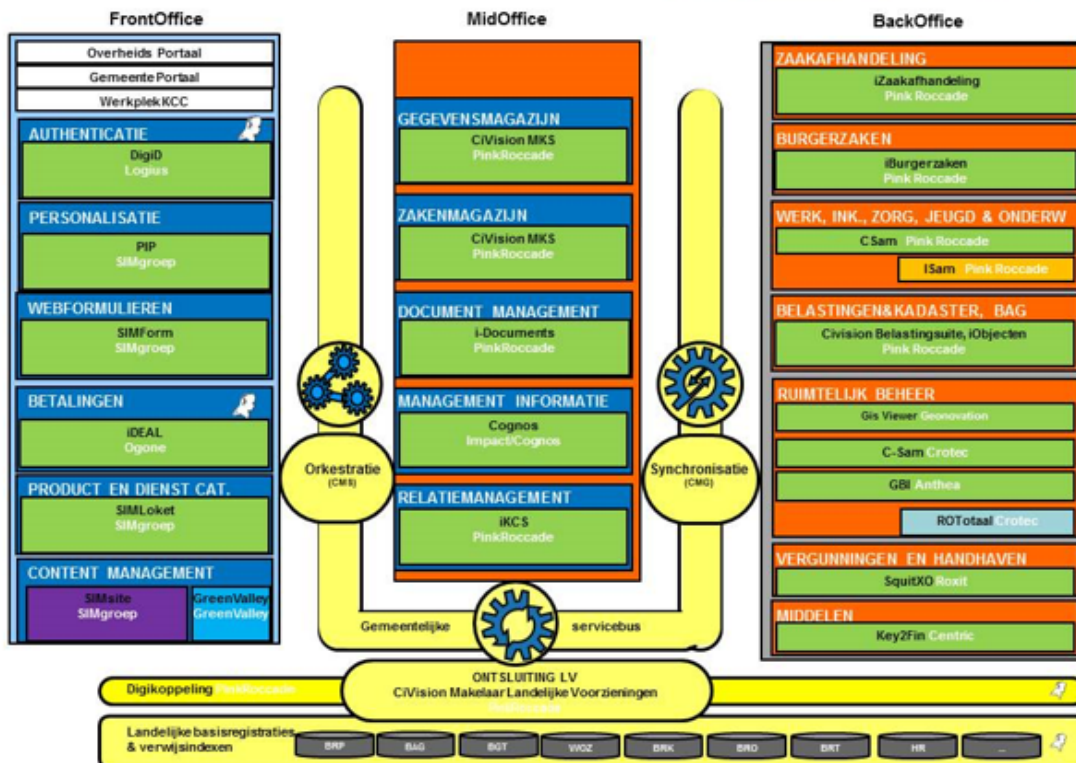 FrontOffice
Overheids Portaal
Gemeente Portaal
Werkplek KCC
AUTHENTICATIE
DigiD
Logius
PERSONALISATIE
PIP
SIMgroep
WEBFORMULIEREN
SIMForm
SIMgroep
BETALINGEN
iDEAL
Ogone
PRODUCT EN DIENST CAT.
SIMLoket
SIMgroep
CONTENT MANAGEMENT
SIMsite
SIMgroep
GreenValley
GreenValley
Orkestratie
(CMS)
MidOffice
GEGEVENSMAGAZIJN
CiVision MKS
PinkRoccade
ZAKENMAGAZIJN
CiVision MKS
PinkRoccade
DOCUMENT MANAGEMENT
i-Documents
PinkRoccade
MANAGEMENT INFORMATIE
Cognos
Impact/Cognos
RELATIEMANAGEMENT
iKCS
PinkRoccade
Synchronisatie
(CMG)
BackOffice
ZAAKAFHANDELING
iZaakafhandeling
Pink Roccade
BURGERZAKEN
iBurgerzaken
Pink Roccade
WERK, INK., ZORG, JEUGD & ONDERW
CSam Pink Roccade
ISam Pink Roccade
BELASTINGEN&KADASTER, BAG
Civision Belastingsuite, iObjecten
Pink Roccade
RUIMTELIJK BEHEER
Gis Viewer Geonovation
C-Sam Crotec
GBI Anthea
ROTotaal Crotec
VERGUNNINGEN EN HANDHAVEN
SquitXO Roxit
MIDDELEN
Key2Fin Centric
Gemeentelijke servicebus
ONTSLUITING LV
CiVision Makelaar Landelijke Voorzieningen
PinkRoccade
Digikoppeling PinkRoccade
Landelijke basisregistraties
& verwijsindexen
BRP BAG BGT WOZ BRK BRO BRT HR ...